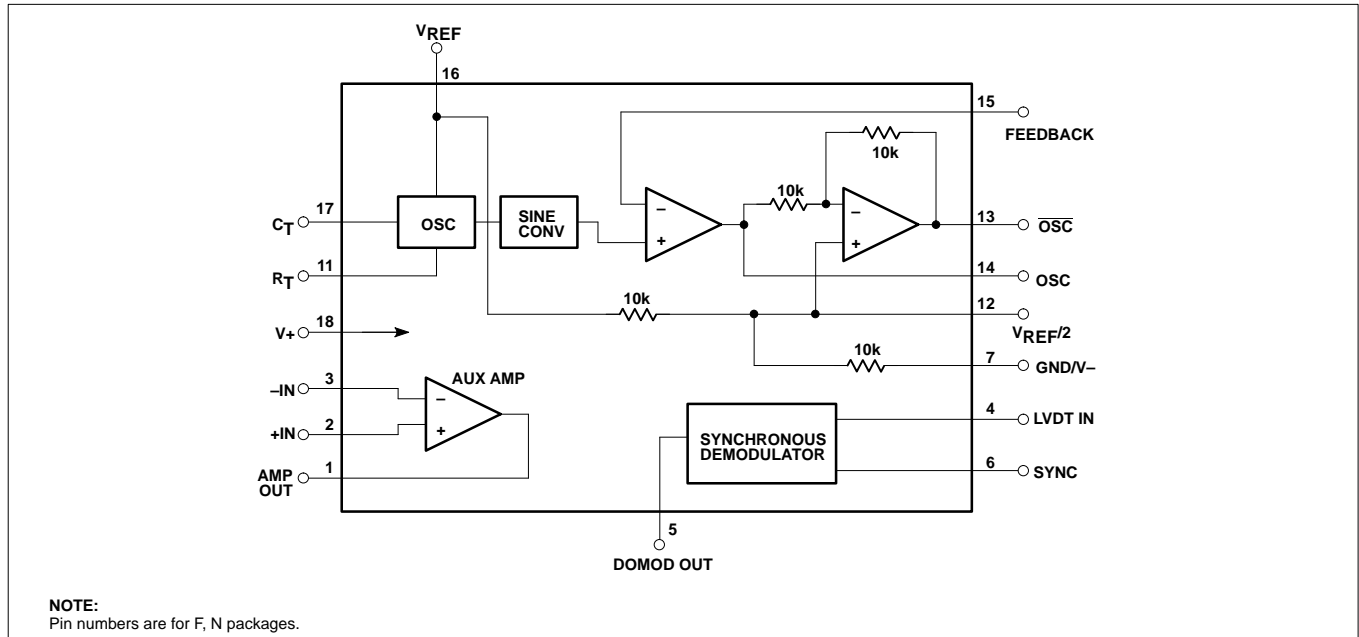 VREF
16
15
FEEDBACK
10k
10k
17
CT
OSC
SINE
CONV
–
+
–
+
13
OSC
11
RT
14
OSC
10k
12
VREF/2
18
V+
10k
7
GND/V–
3
–IN
AUX AMP
–
+
2
+IN
1
AMP
OUT
SYNCHRONOUS
DEMODULATOR
4
LVDT IN
6
SYNC
5
DOMOD OUT
NOTE:
Pin numbers are for F, N packages.